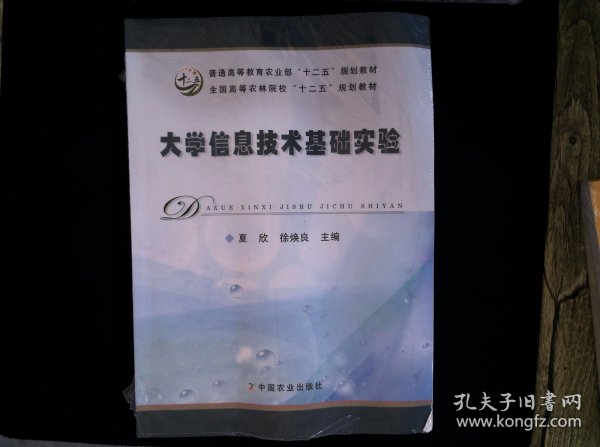 十二五
普通高等教育农业部“十二五”规划教材
全国高等农林院校“十二五”规划教材
大学信息技术基础实验
DAXUE XINXI JISHU JICHU SHIYAN
夏 欣 徐焕良 主编
中国农业出版社
孔夫子旧书网
www.kongfz.com